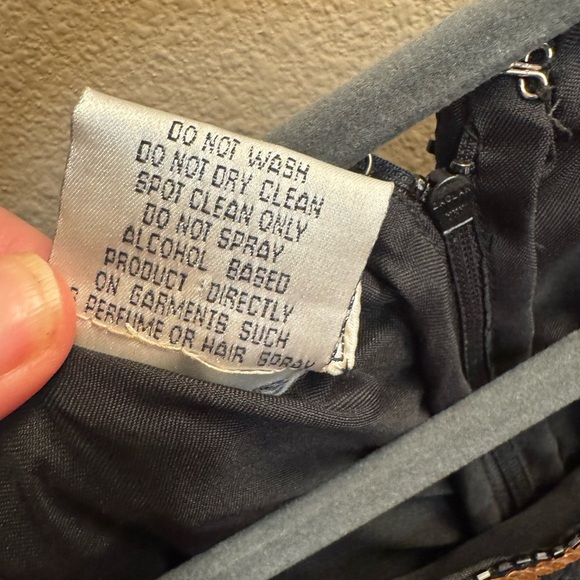 DO NOT WASH
DO NOT DRY CLEAN
SPOT CLEAN ONLY
DO NOT SPRAY
ALCOHOL BASED
PRODUCT DIRECTLY
ON GARMENTS SUCH
PERFUME OR HAIR SPRAY